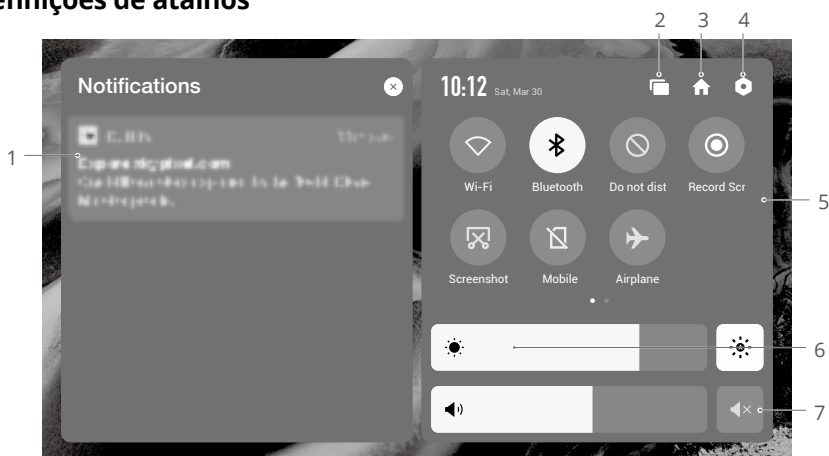 definições de atalhos
2 3 4
Notifications
10:12 Sat, Mar 30
1
Wi-Fi Bluetooth Do not dist Record Scr
5
Screenshot Mobile Airplane
6
7